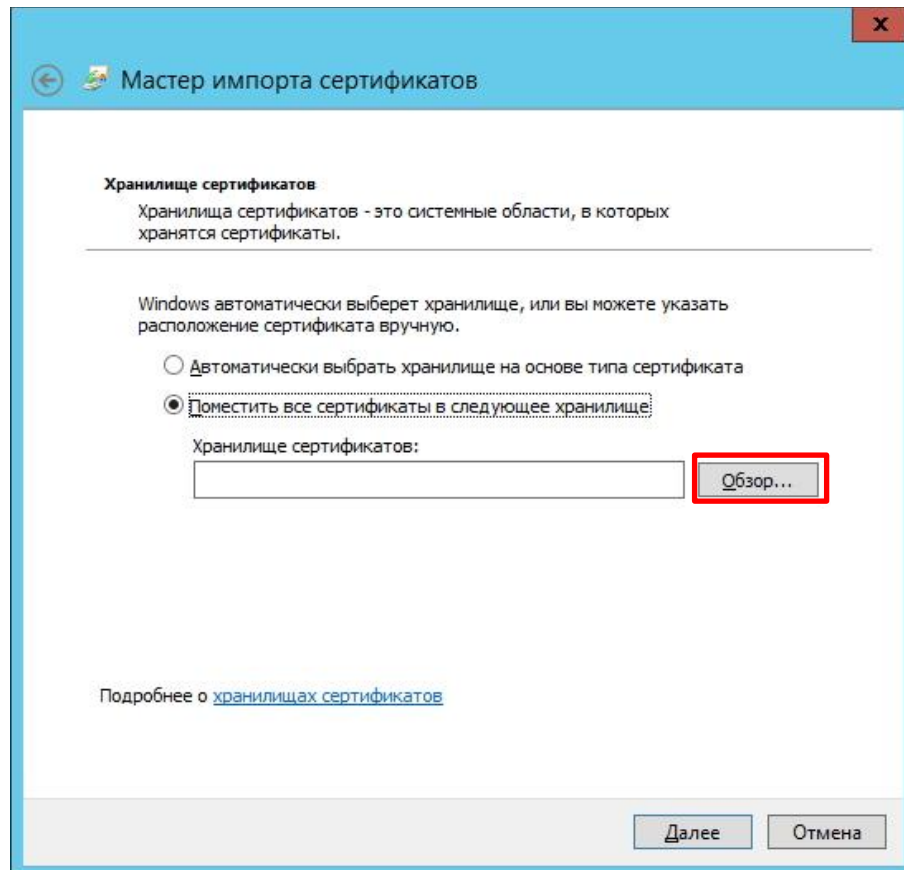 x
Мастер импорта сертификатов
Хранилище сертификатов
Хранилища сертификатов - это системные области, в которых
хранятся сертификаты.
Windows автоматически выберет хранилище, или вы можете указать
расположение сертификата вручную.
Автоматически выбрать хранилище на основе типа сертификата
Поместить все сертификаты в следующее хранилище
Хранилище сертификатов:
Обзор...
Подробнее о хранилищах сертификатов
Далее
Отмена